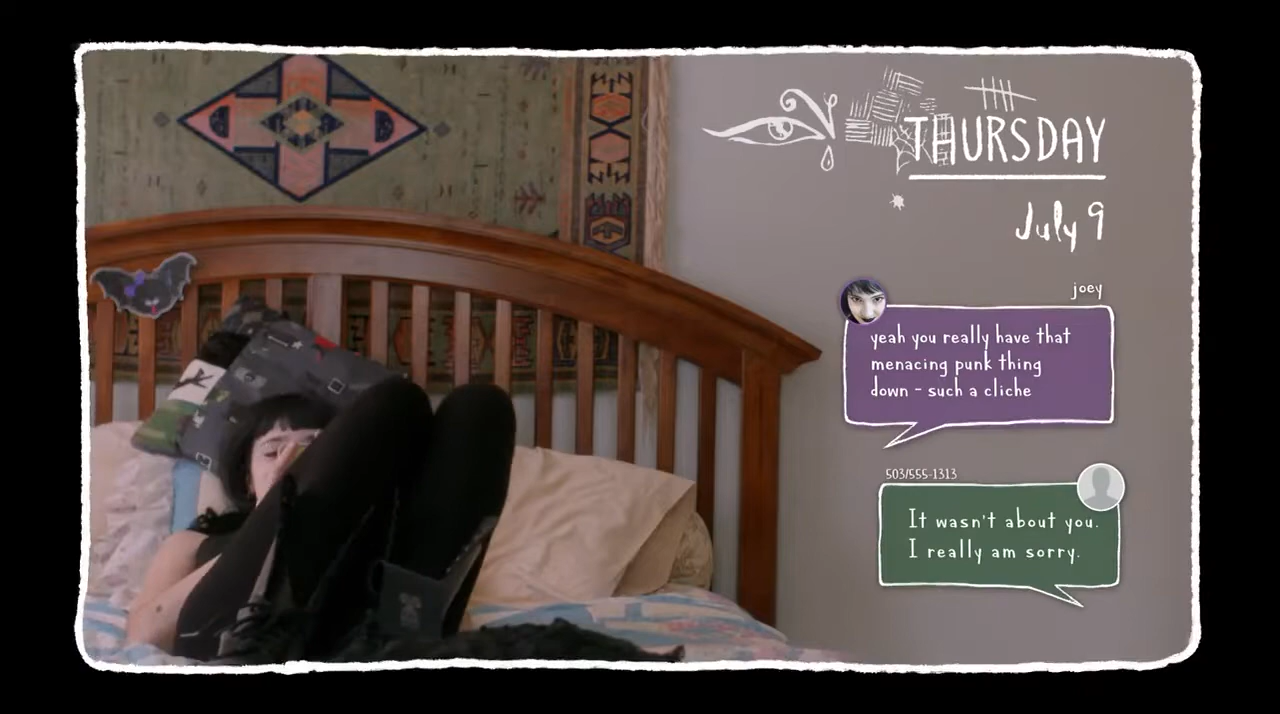 THURSDAY
July 9
joey
yeah you really have that
menacing punk thing
down - such a cliche
503/555-1313
It wasn't about you.
I really am sorry.